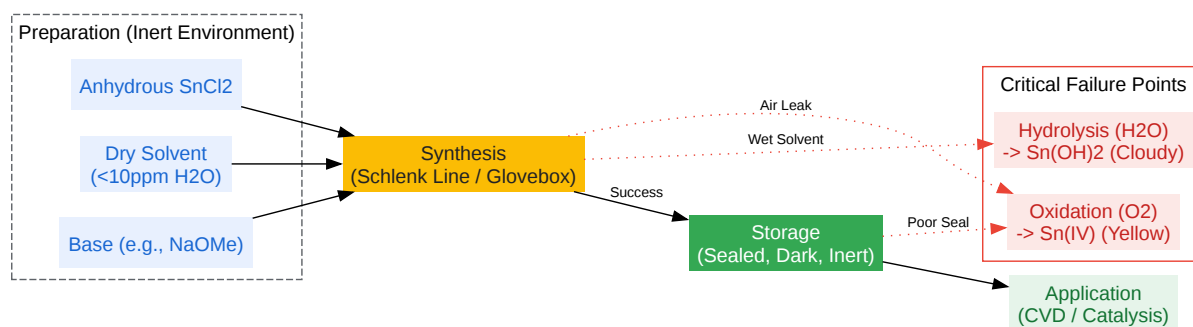 Preparation (Inert Environment)
Anhydrous SnCl2
Dry Solvent
(<10ppm H2O)
Base (e.g., NaOMe)
Synthesis
(Schlenk Line / Glovebox)
Air Leak
Wet Solvent
Success
Storage
(Sealed, Dark, Inert)
Poor Seal
Critical Failure Points
Hydrolysis (H2O)
-> Sn(OH)2 (Cloudy)
Oxidation (O2)
-> Sn(IV) (Yellow)
Application
(CVD / Catalysis)